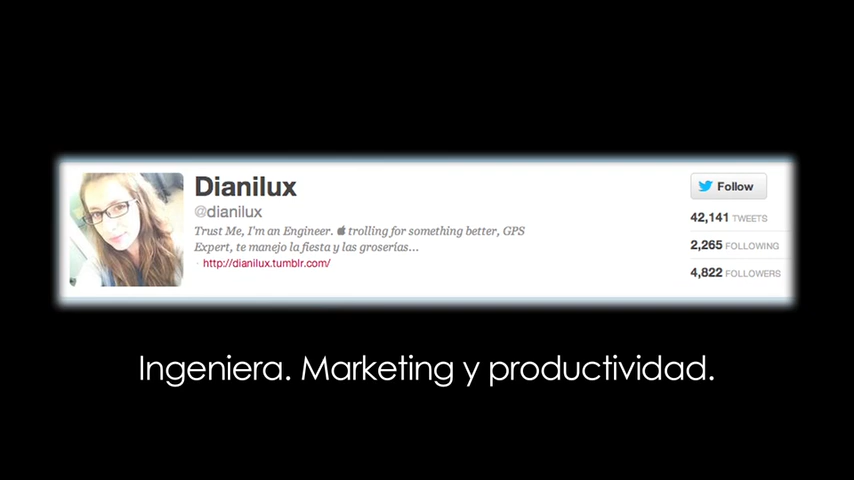 Dianilux
@dianilux
Trust Me, I'm an Engineer.  trolling for something better, GPS
Expert, te manejo la fiesta y las groserías...
· http://dianilux.tumblr.com/
Follow
42,141 TWEETS
2,265 FOLLOWING
4,822 FOLLOWERS
Ingeniera. Marketing y productividad.